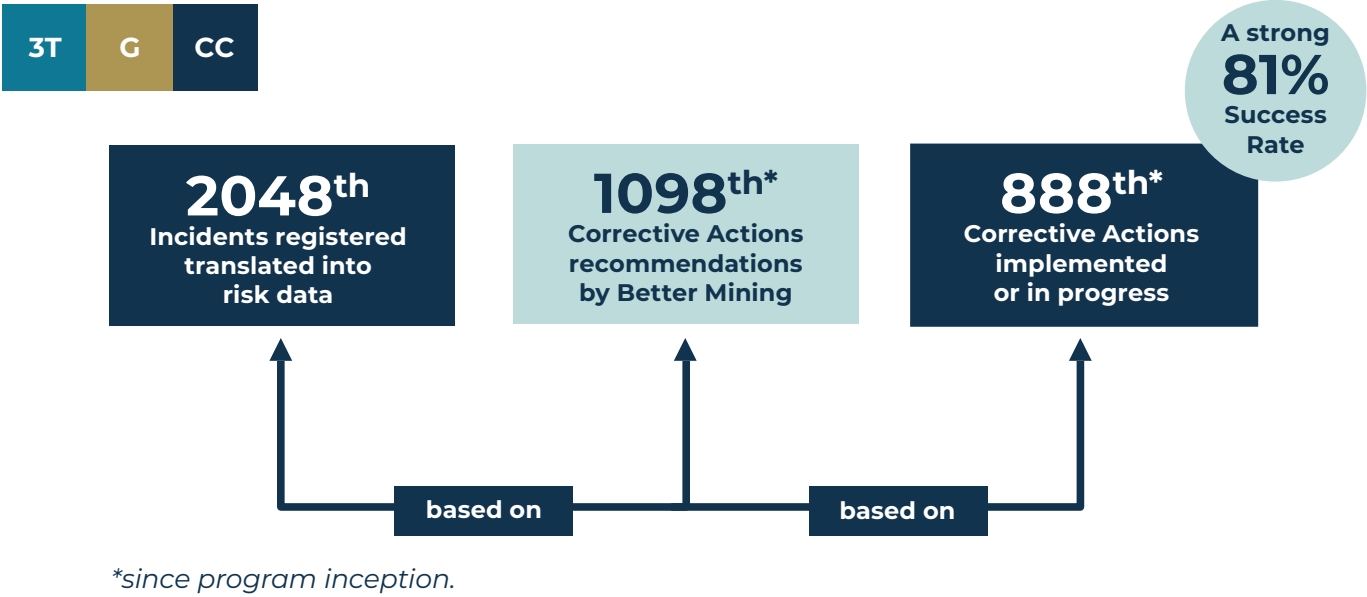 3T G CC
A strong
81%
Success
Rate
2048th
Incidents registered
translated into
risk data
1098th*
Corrective Actions
recommendations
by Better Mining
888th*
Corrective Actions
implemented
or in progress
based on
based on
*since program inception.